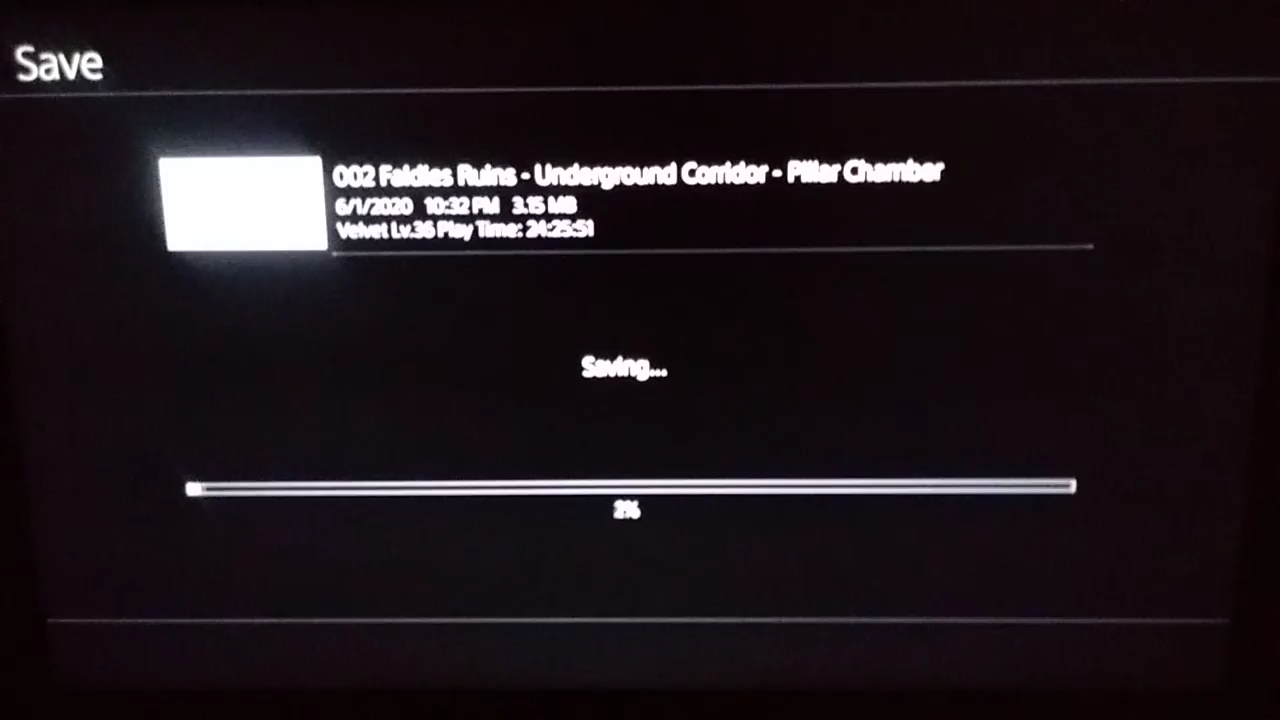 Save
002 Faldies Ruins - Underground Corridor - Pillar Chamber
6/1/2020 10:32 PM 3.15 MB
Velvet Lv.36 Play Time: 24:25:51
Saving...
2%